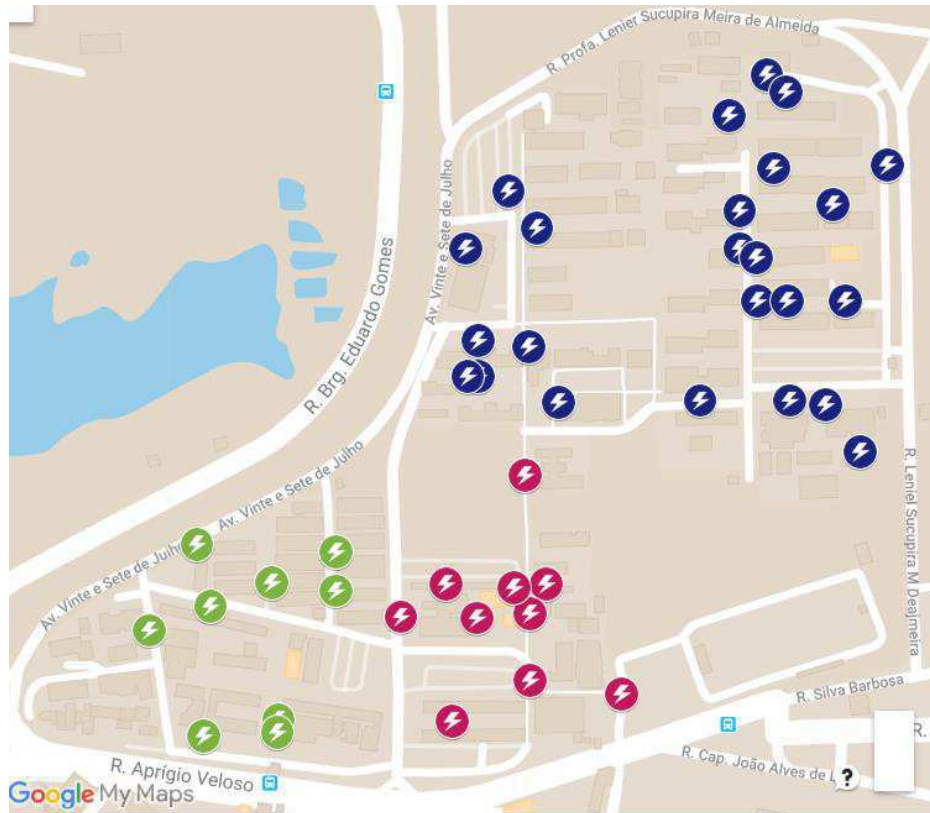 R. Profa. Lenier Sucupira Meira de Almeida
Av. Vinte e Sete de Julho
R. Brg. Eduardo Gomes
Av. Vinte e Sete de Julho
Av. Vinte e Sete de Julho
R. Leniel Sucupira M Deajmeira
R. Silva Barbosa
R.
R. Cap. João Alves de L
?
R. Aprígio Veloso
Google My Maps